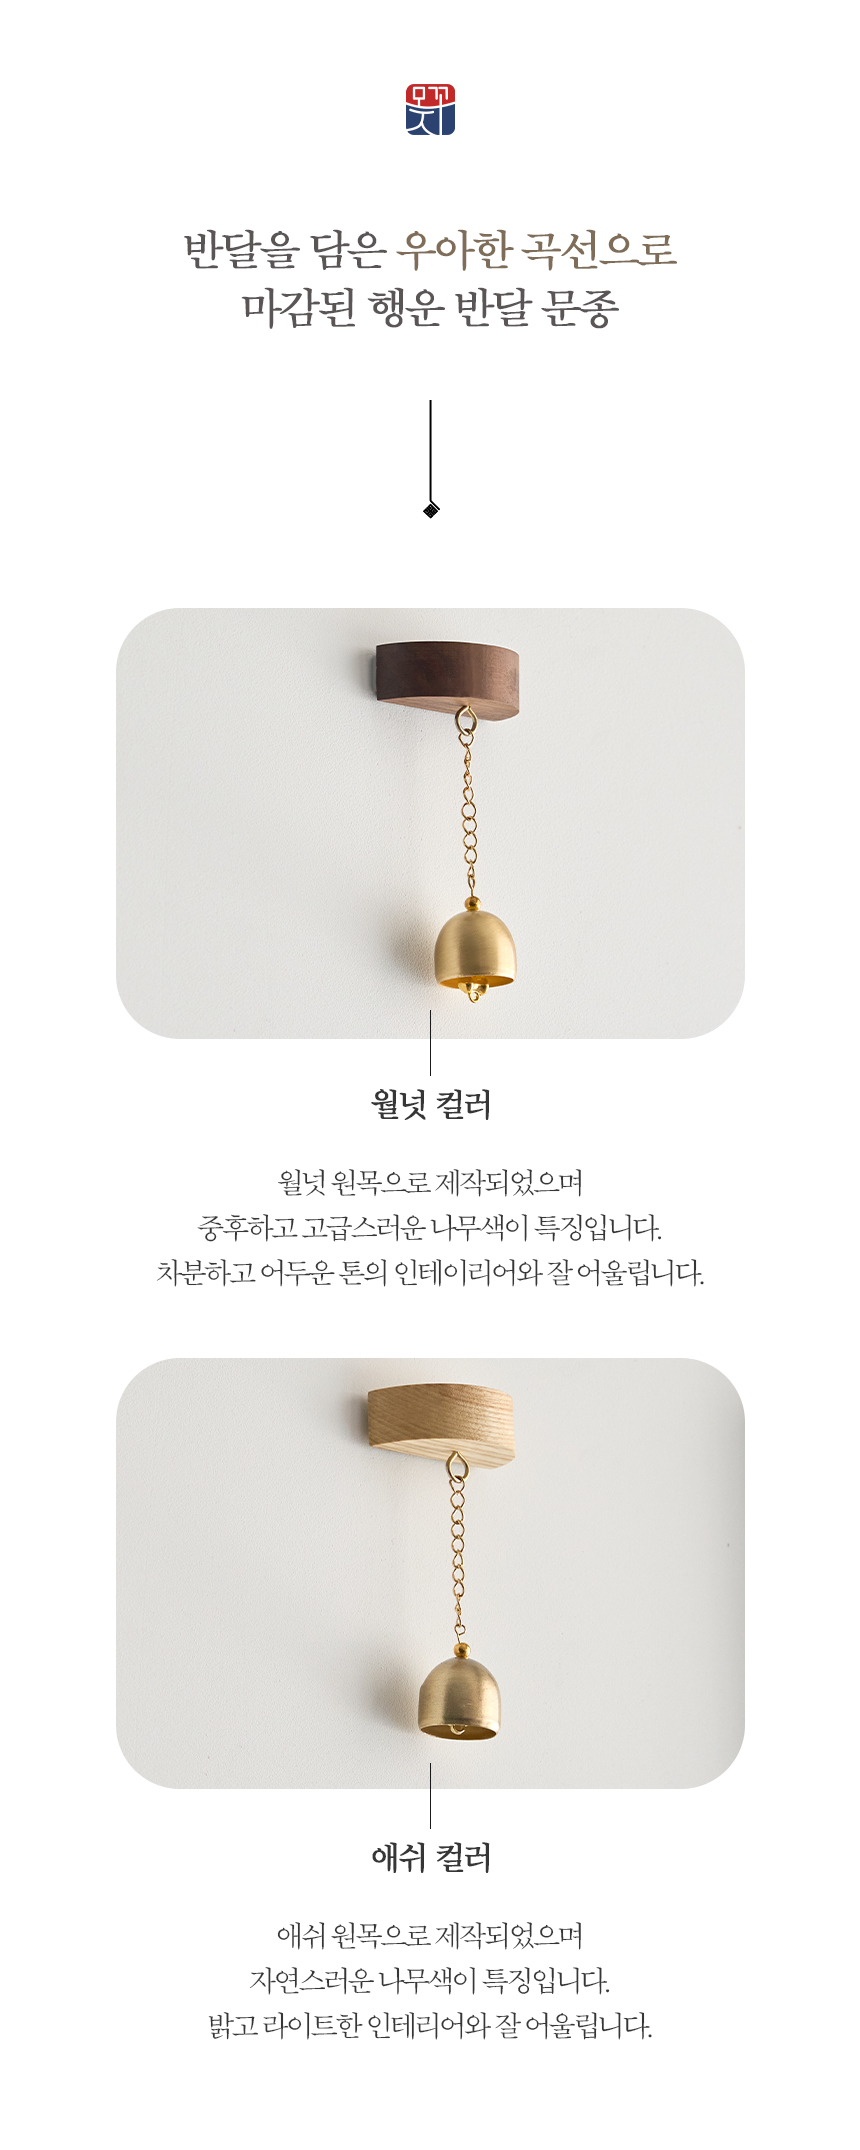 반달을 담은 우아한 곡선으로
마감된 행운 반달 문종
월넛 컬러
월넛 원목으로 제작되었으며
중후하고 고급스러운 나무색이 특징입니다.
차분하고 어두운 톤의 인테이리어와 잘 어울립니다.
애쉬 컬러
애쉬 원목으로 제작되었으며
자연스러운 나무색이 특징입니다.
밝고 라이트한 인테리어와 잘 어울립니다.